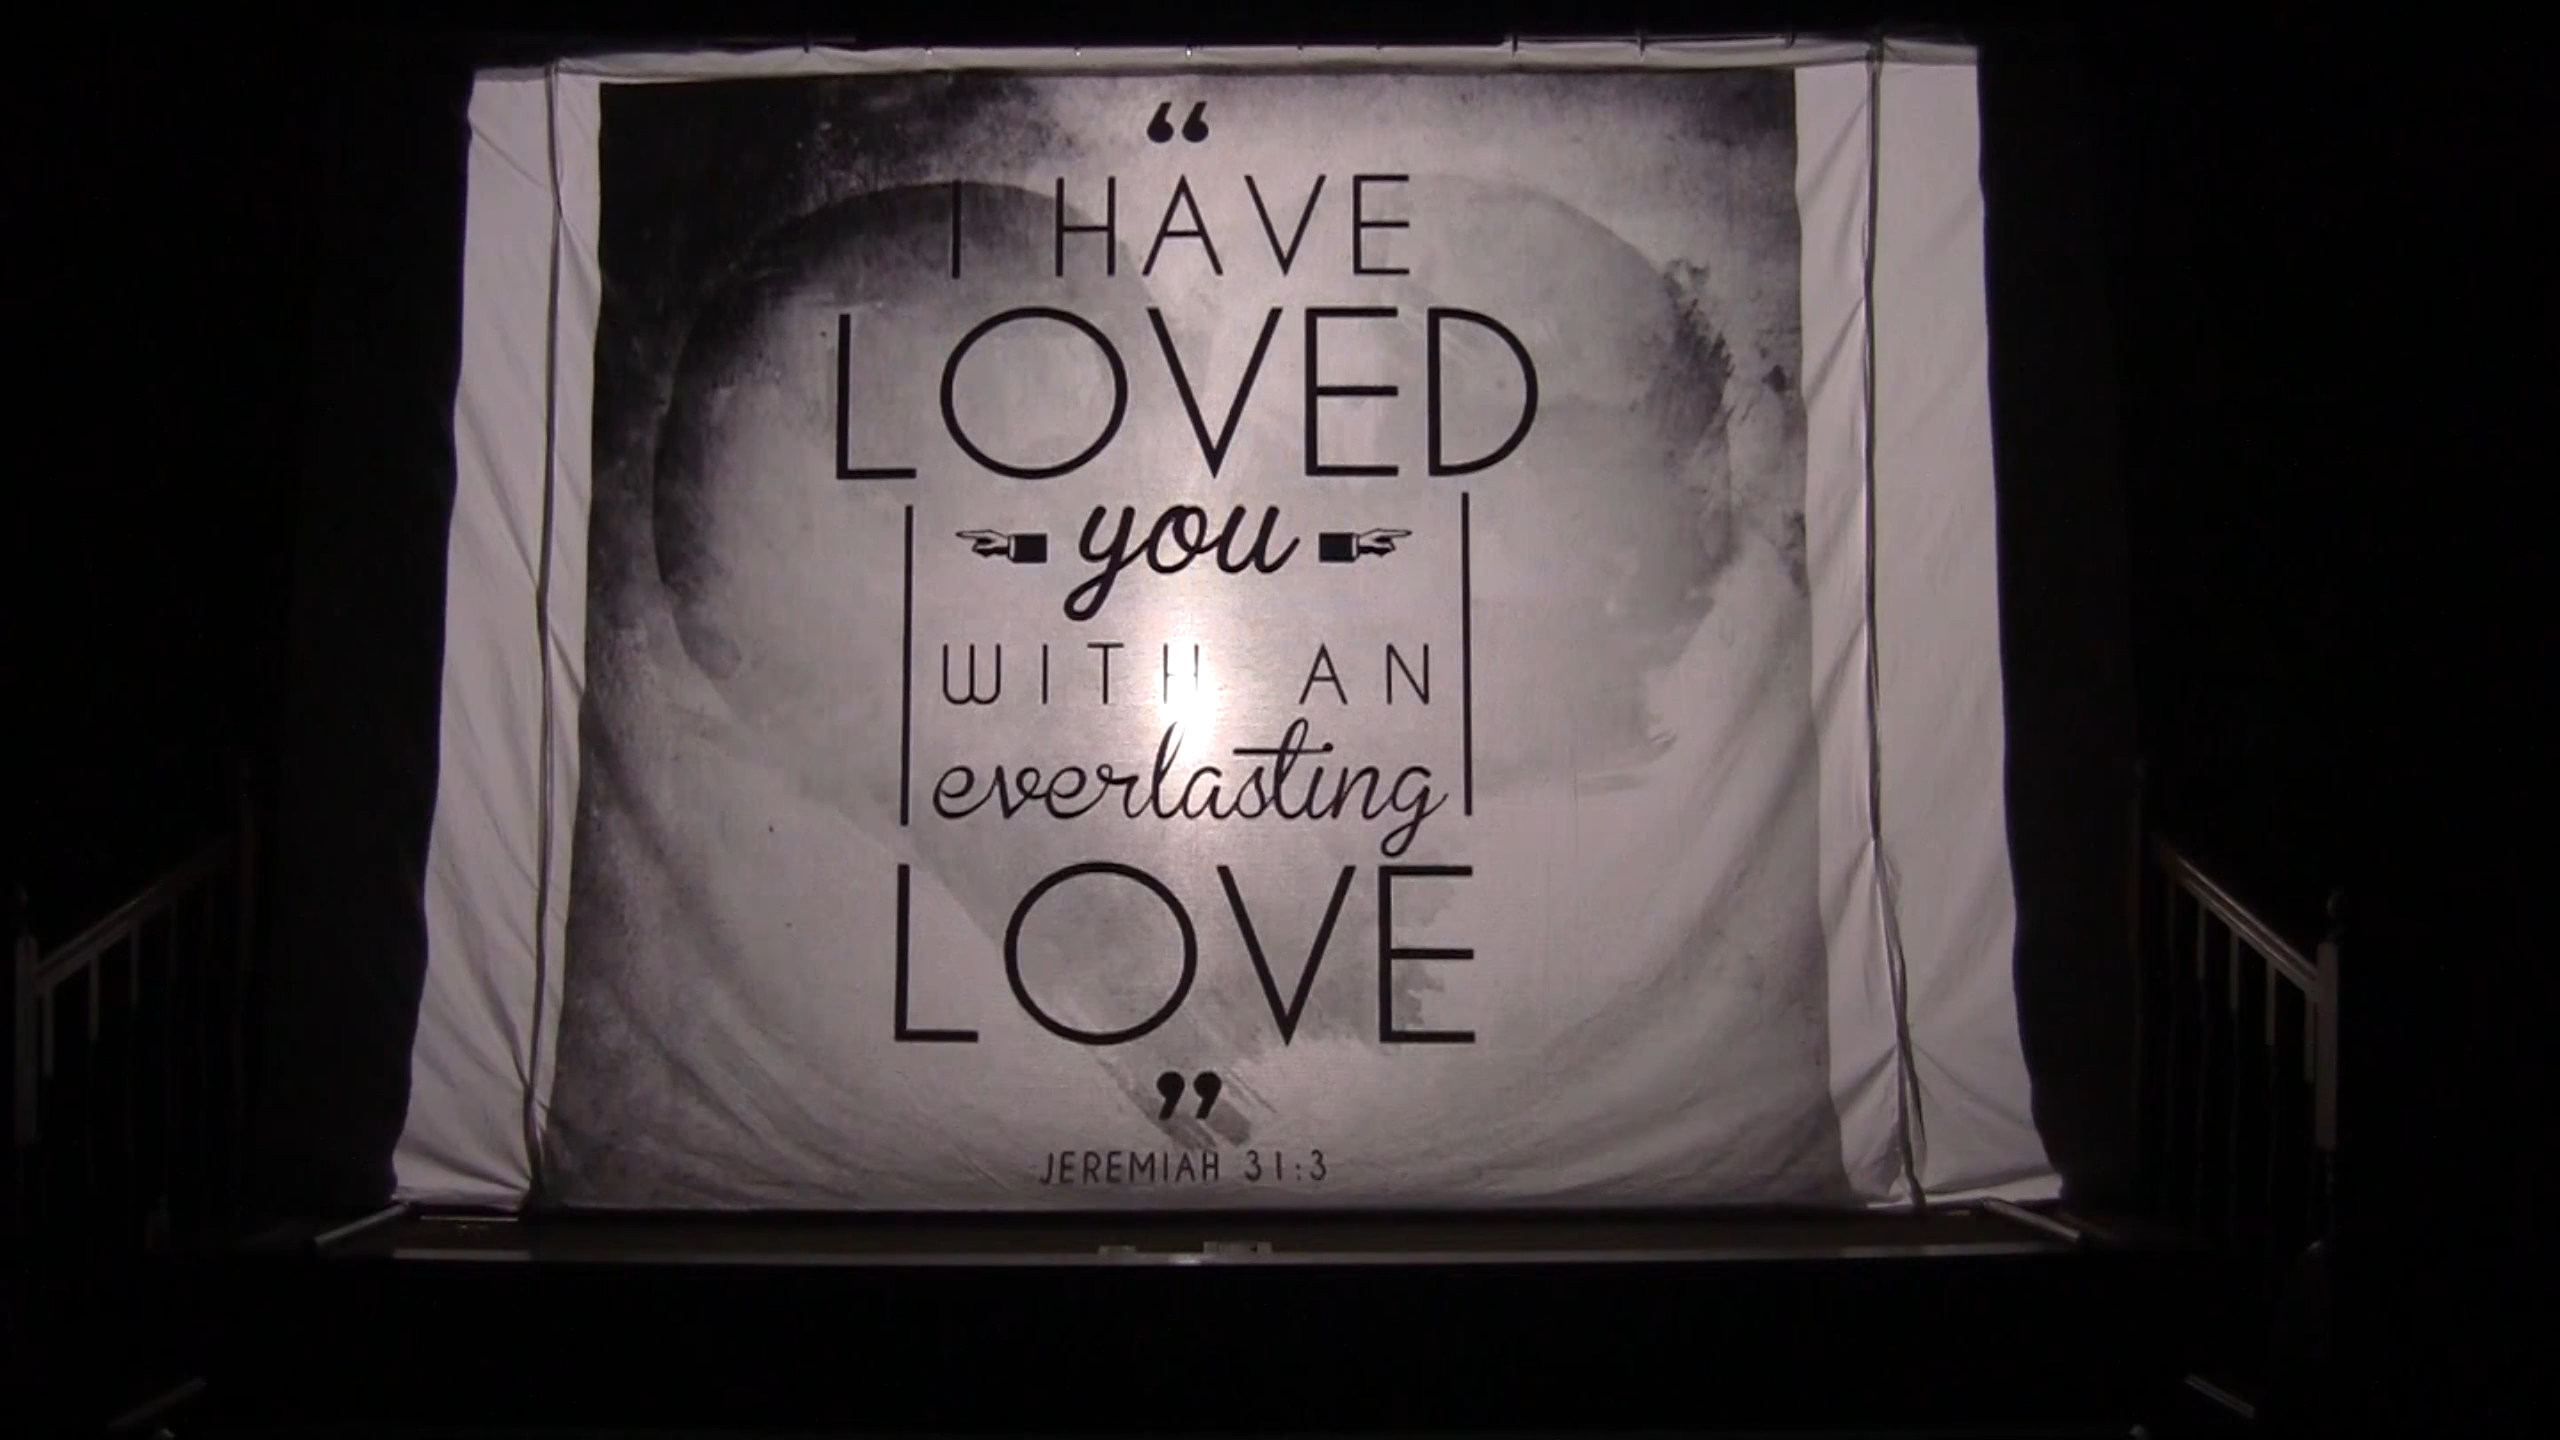 “
I HAVE
LOVED
you
WITH AN
everlasting
LOVE
”
JEREMIAH 31:3